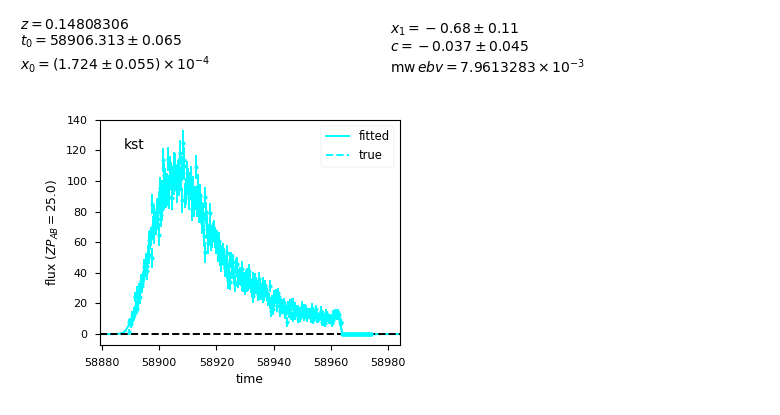 z = 0.14808306
t₀ = 58906.313 ± 0.065
x₀ = (1.724 ± 0.055) × 10⁻⁴
x₁ = −0.68 ± 0.11
c = −0.037 ± 0.045
mw ebv = 7.9613283 × 10⁻³
kst
fitted
true
140
120
100
80
60
40
20
0
flux (ZP_AB = 25.0)
58880 58900 58920 58940 58960 58980
time